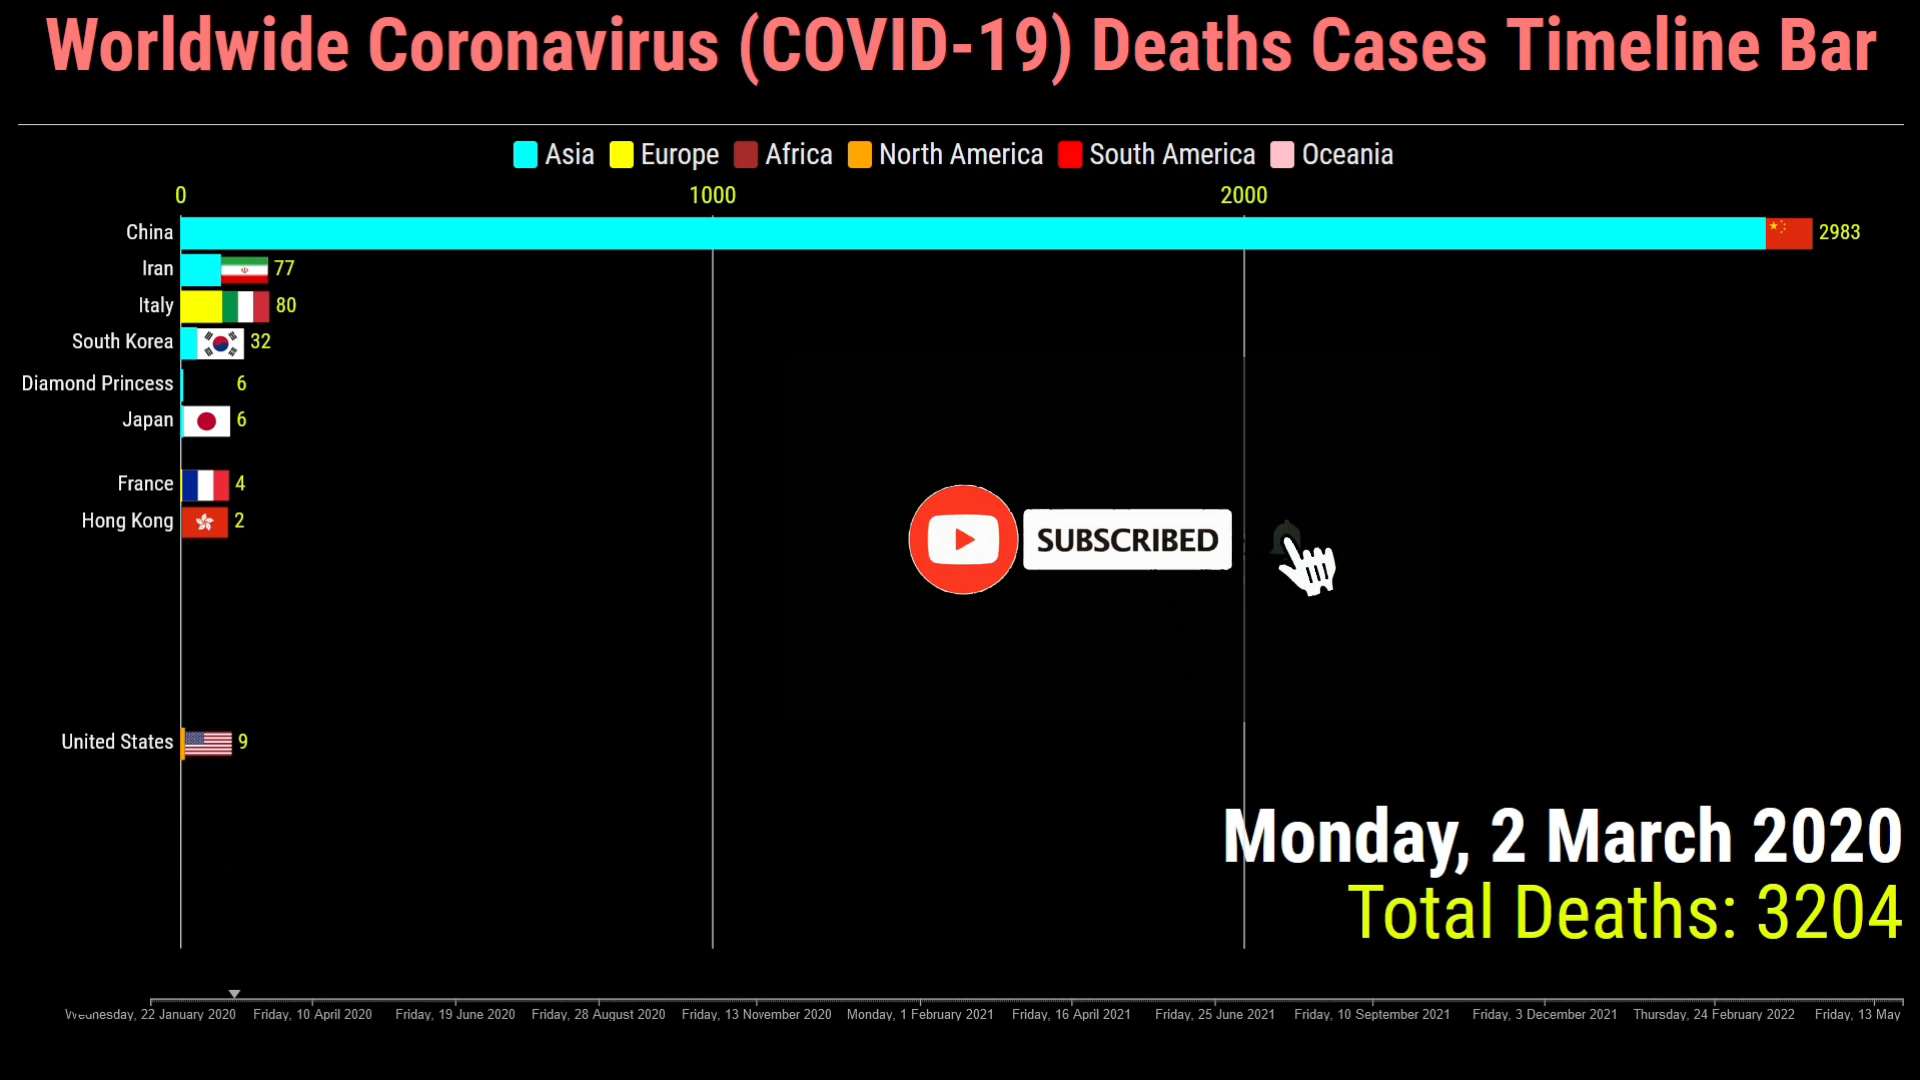 Worldwide Coronavirus (COVID-19) Deaths Cases Timeline Bar
Asia Europe Africa North America South America Oceania
0 1000 2000
China 2983
Iran 77
Italy 80
South Korea 32
Diamond Princess 6
Japan 6
France 4
Hong Kong 2
SUBSCRIBED
United States 9
Monday, 2 March 2020
Total Deaths: 3204
Wednesday, 22 January 2020 Friday, 10 April 2020 Friday, 19 June 2020 Friday, 28 August 2020 Friday, 13 November 2020 Monday, 1 February 2021 Friday, 16 April 2021 Friday, 25 June 2021 Friday, 10 September 2021 Friday, 3 December 2021 Thursday, 24 February 2022 Friday, 13 May